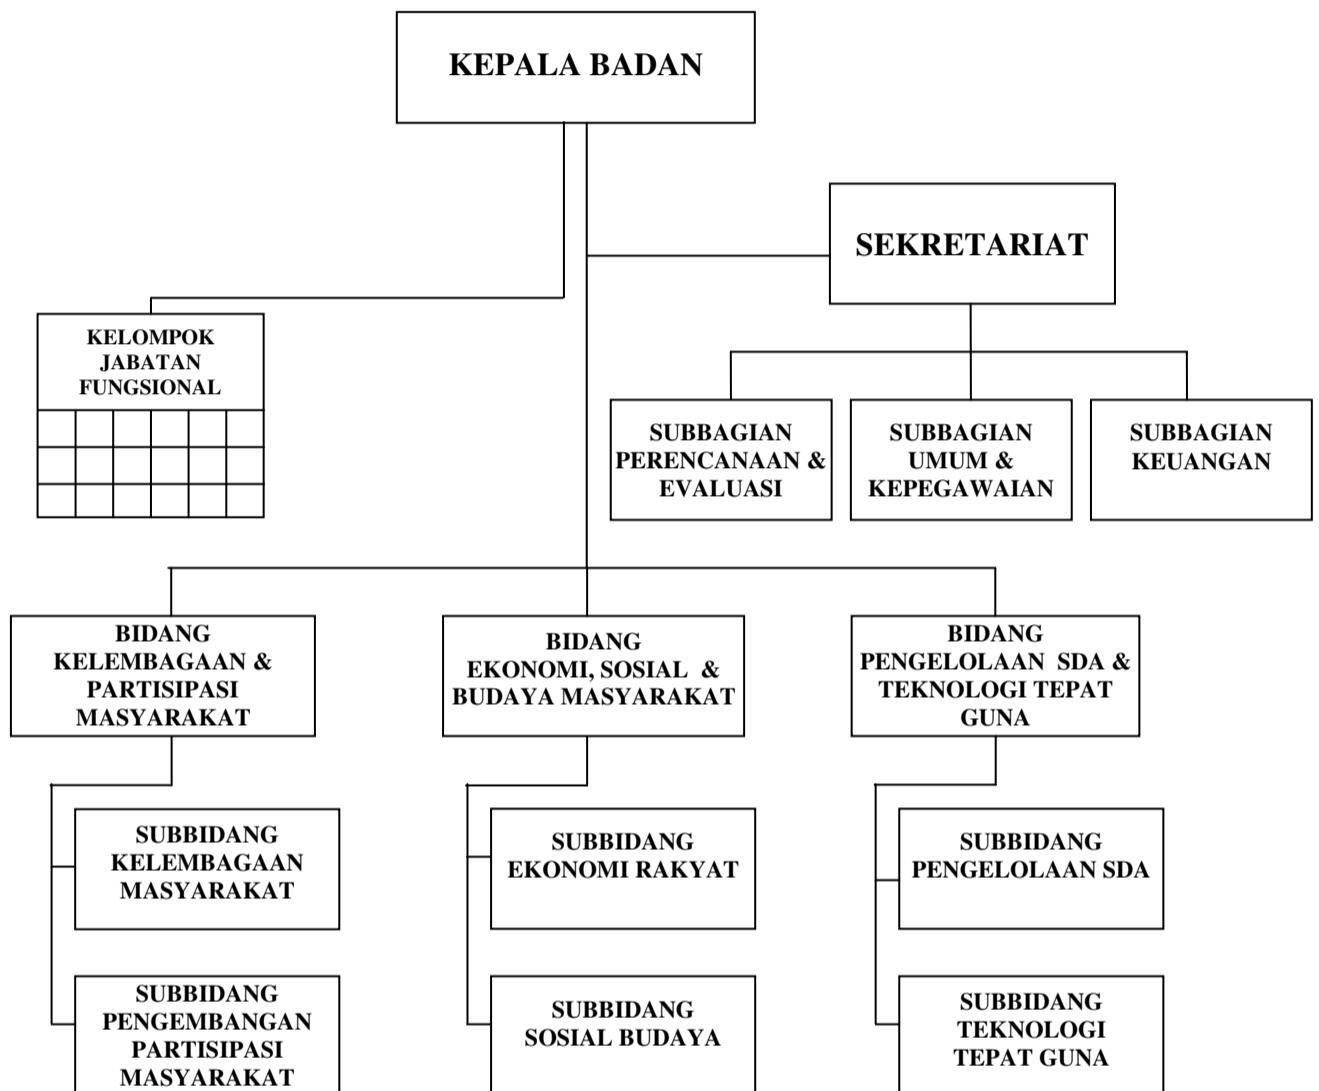 KEPALA BADAN
SEKRETARIAT
KELOMPOK
JABATAN
FUNGSIONAL
SUBBAGIAN
PERENCANAAN &
EVALUASI
SUBBAGIAN
UMUM &
KEPEGAWAIAN
SUBBAGIAN
KEUANGAN
BIDANG
KELEMBAGAAN &
PARTISIPASI
MASYARAKAT
BIDANG
EKONOMI, SOSIAL &
BUDAYA MASYARAKAT
BIDANG
PENGELOLAAN SDA &
TEKNOLOGI TEPAT
GUNA
SUBBIDANG
KELEMBAGAAN
MASYARAKAT
SUBBIDANG
EKONOMI RAKYAT
SUBBIDANG
PENGELOLAAN SDA
SUBBIDANG
PENGEMBANGAN
PARTISIPASI
MASYARAKAT
SUBBIDANG
SOSIAL BUDAYA
SUBBIDANG
TEKNOLOGI
TEPAT GUNA